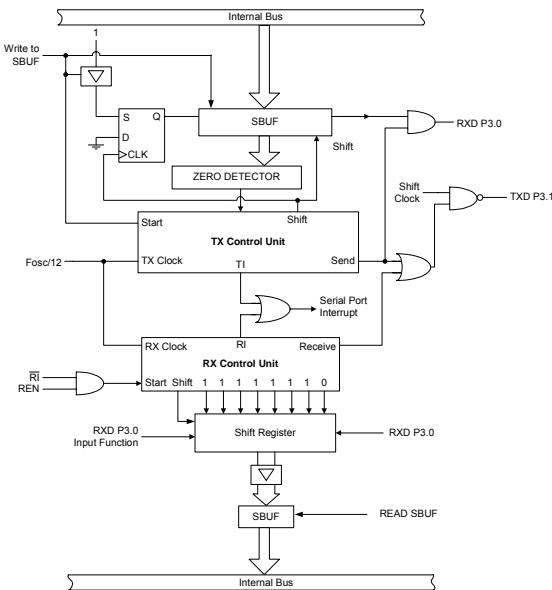 Internal Bus
1
Write to
SBUF
S Q
D
CLK
SBUF
RXD P3.0
Shift
ZERO DETECTOR
Shift
Clock
TXD P3.1
Start
Shift
TX Control Unit
Fosc/12
TX Clock
TI
Send
Serial Port
Interrupt
RX Clock
RI
Receive
RX Control Unit
RI
REN
Start Shift 1 1 1 1 1 1 1 0
RXD P3.0
Input Function
Shift Register
RXD P3.0
SBUF
READ SBUF
Internal Bus